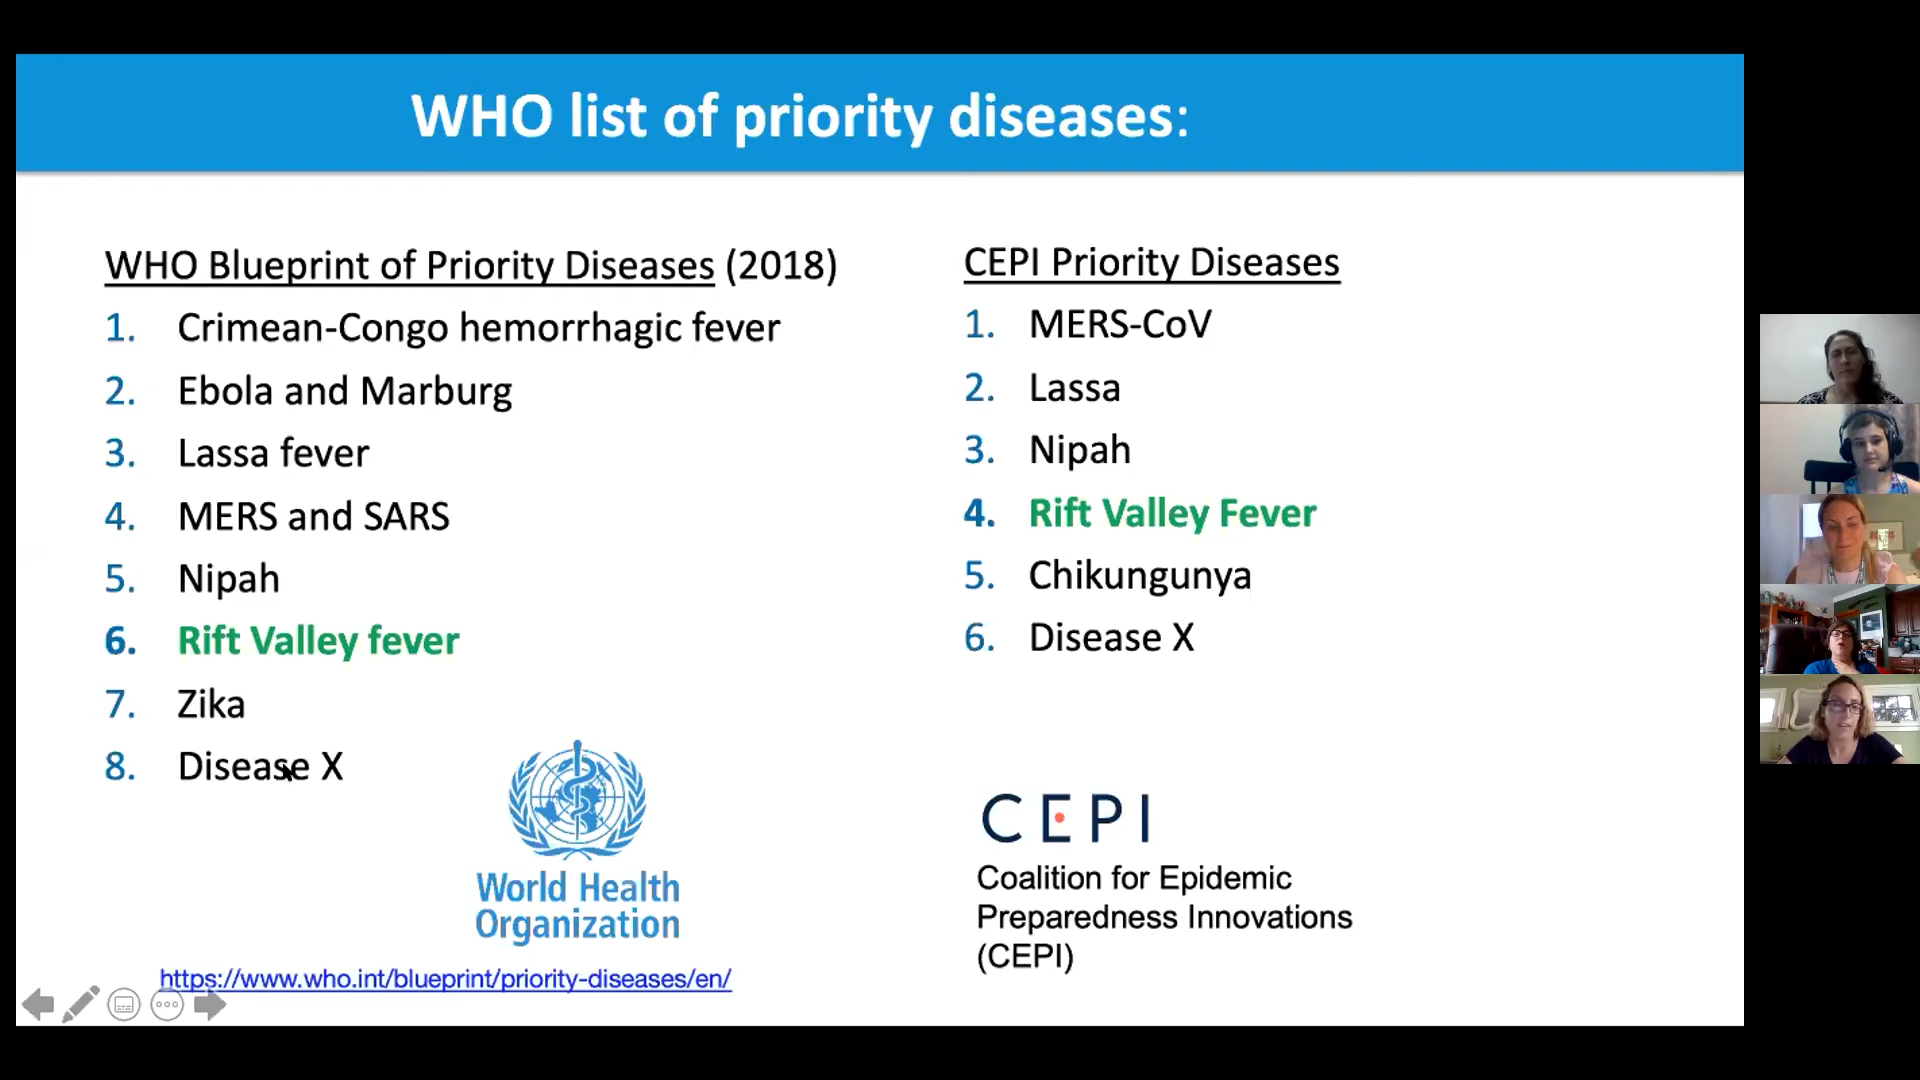 WHO list of priority diseases:
WHO Blueprint of Priority Diseases (2018)
1. Crimean-Congo hemorrhagic fever
2. Ebola and Marburg
3. Lassa fever
4. MERS and SARS
5. Nipah
6. Rift Valley fever
7. Zika
8. Disease X
World Health
Organization
https://www.who.int/blueprint/priority-diseases/en/
CEPI Priority Diseases
1. MERS-CoV
2. Lassa
3. Nipah
4. Rift Valley Fever
5. Chikungunya
6. Disease X
CEPI
Coalition for Epidemic
Preparedness Innovations
(CEPI)